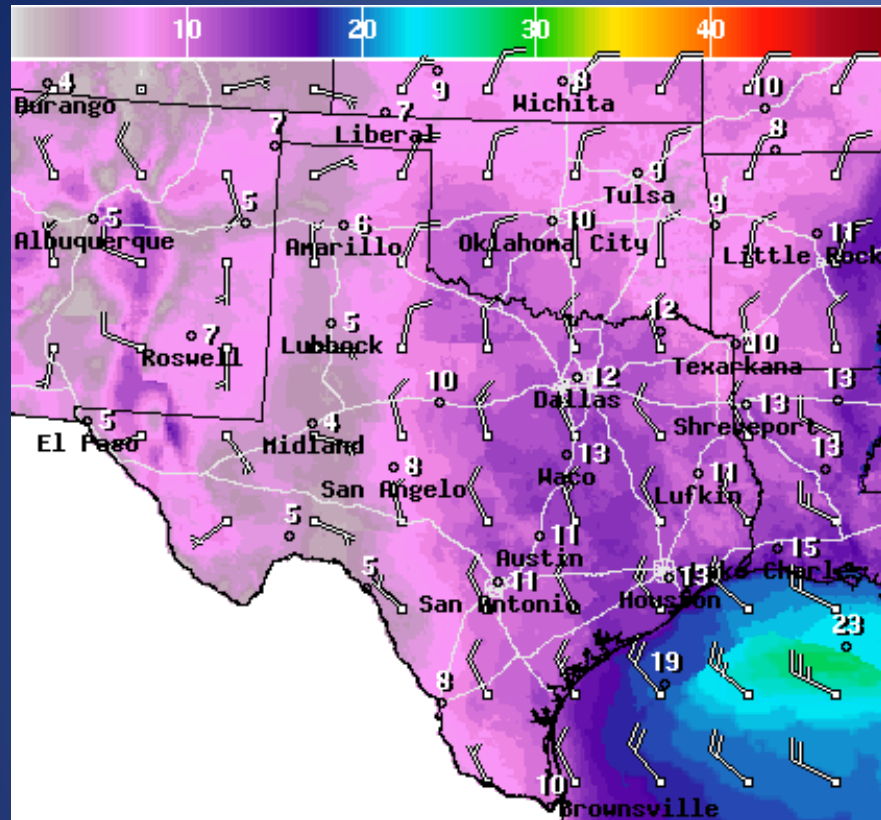 10 20 30 40
4 9 8 10
Durango Wichita
7 7
Liberal
8
9
Tulsa
5 5 6 10 9 11
Albuquerque Amarillo Oklahoma City Little Rock
5 12
7 10
Roswell Lubbock Texarkana
12
10 Dallas 13 13
5 4 Shreveport
El Paso Midland
8 13 11 13
San Angelo Waco Lufkin
5 11 15
Austin Lake Charles
5 11 13
San Antonio Houston
23
19
8
10
Brownsville